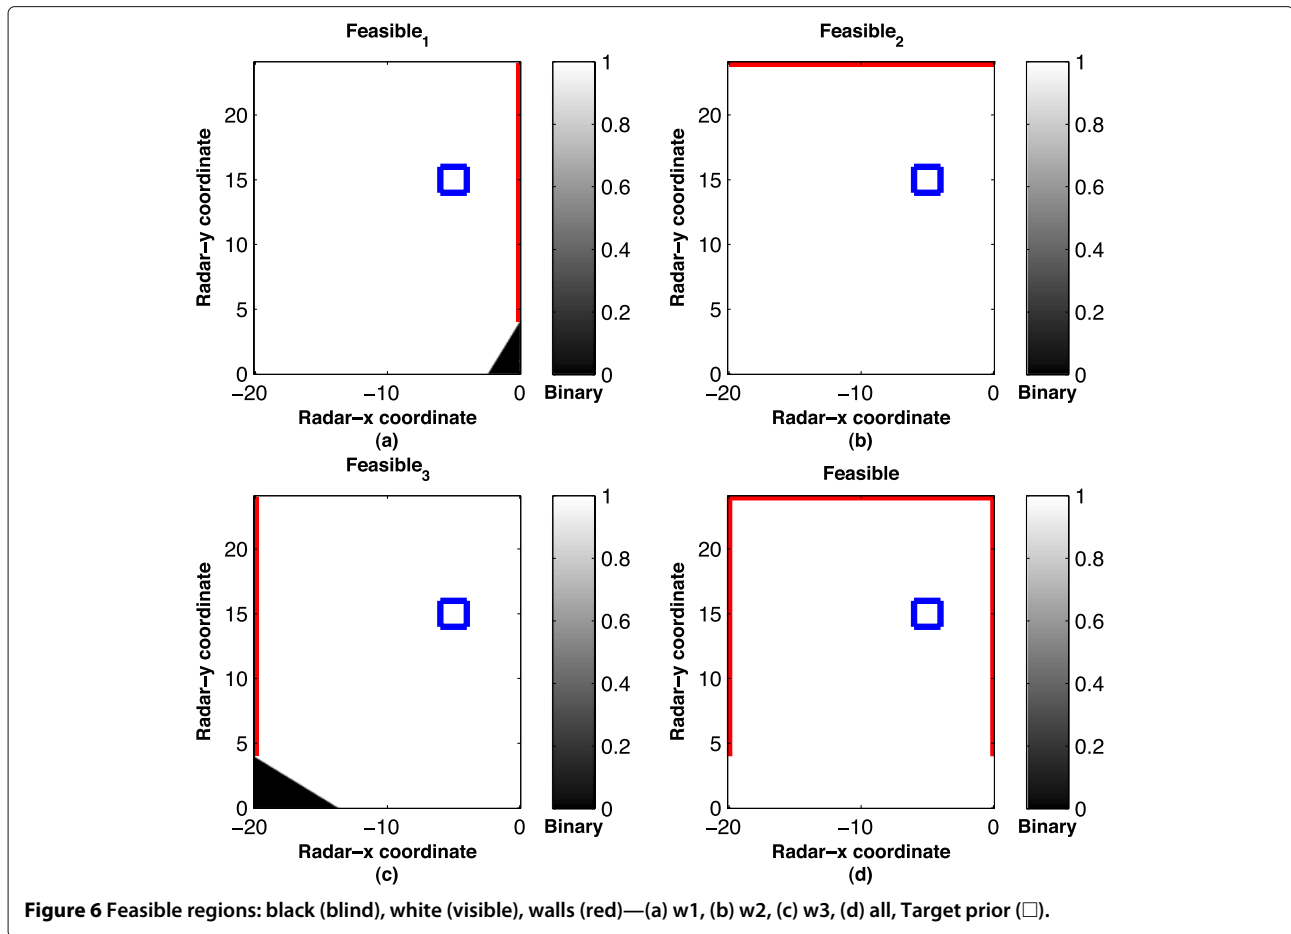 Feasible1
Radar−y coordinate
20
15
10
5
0
−20
−10
0
Radar−x coordinate
(a)
1
0.8
0.6
0.4
0.2
0
Binary
Feasible2
Radar−y coordinate
20
15
10
5
0
−20
−10
0
Radar−x coordinate
(b)
1
0.8
0.6
0.4
0.2
0
Binary
Feasible3
Radar−y coordinate
20
15
10
5
0
−20
−10
0
Radar−x coordinate
(c)
1
0.8
0.6
0.4
0.2
0
Binary
Feasible
Radar−y coordinate
20
15
10
5
0
−20
−10
0
Radar−x coordinate
(d)
1
0.8
0.6
0.4
0.2
0
Binary
Figure 6 Feasible regions: black (blind), white (visible), walls (red)—(a) w1, (b) w2, (c) w3, (d) all, Target prior (□).